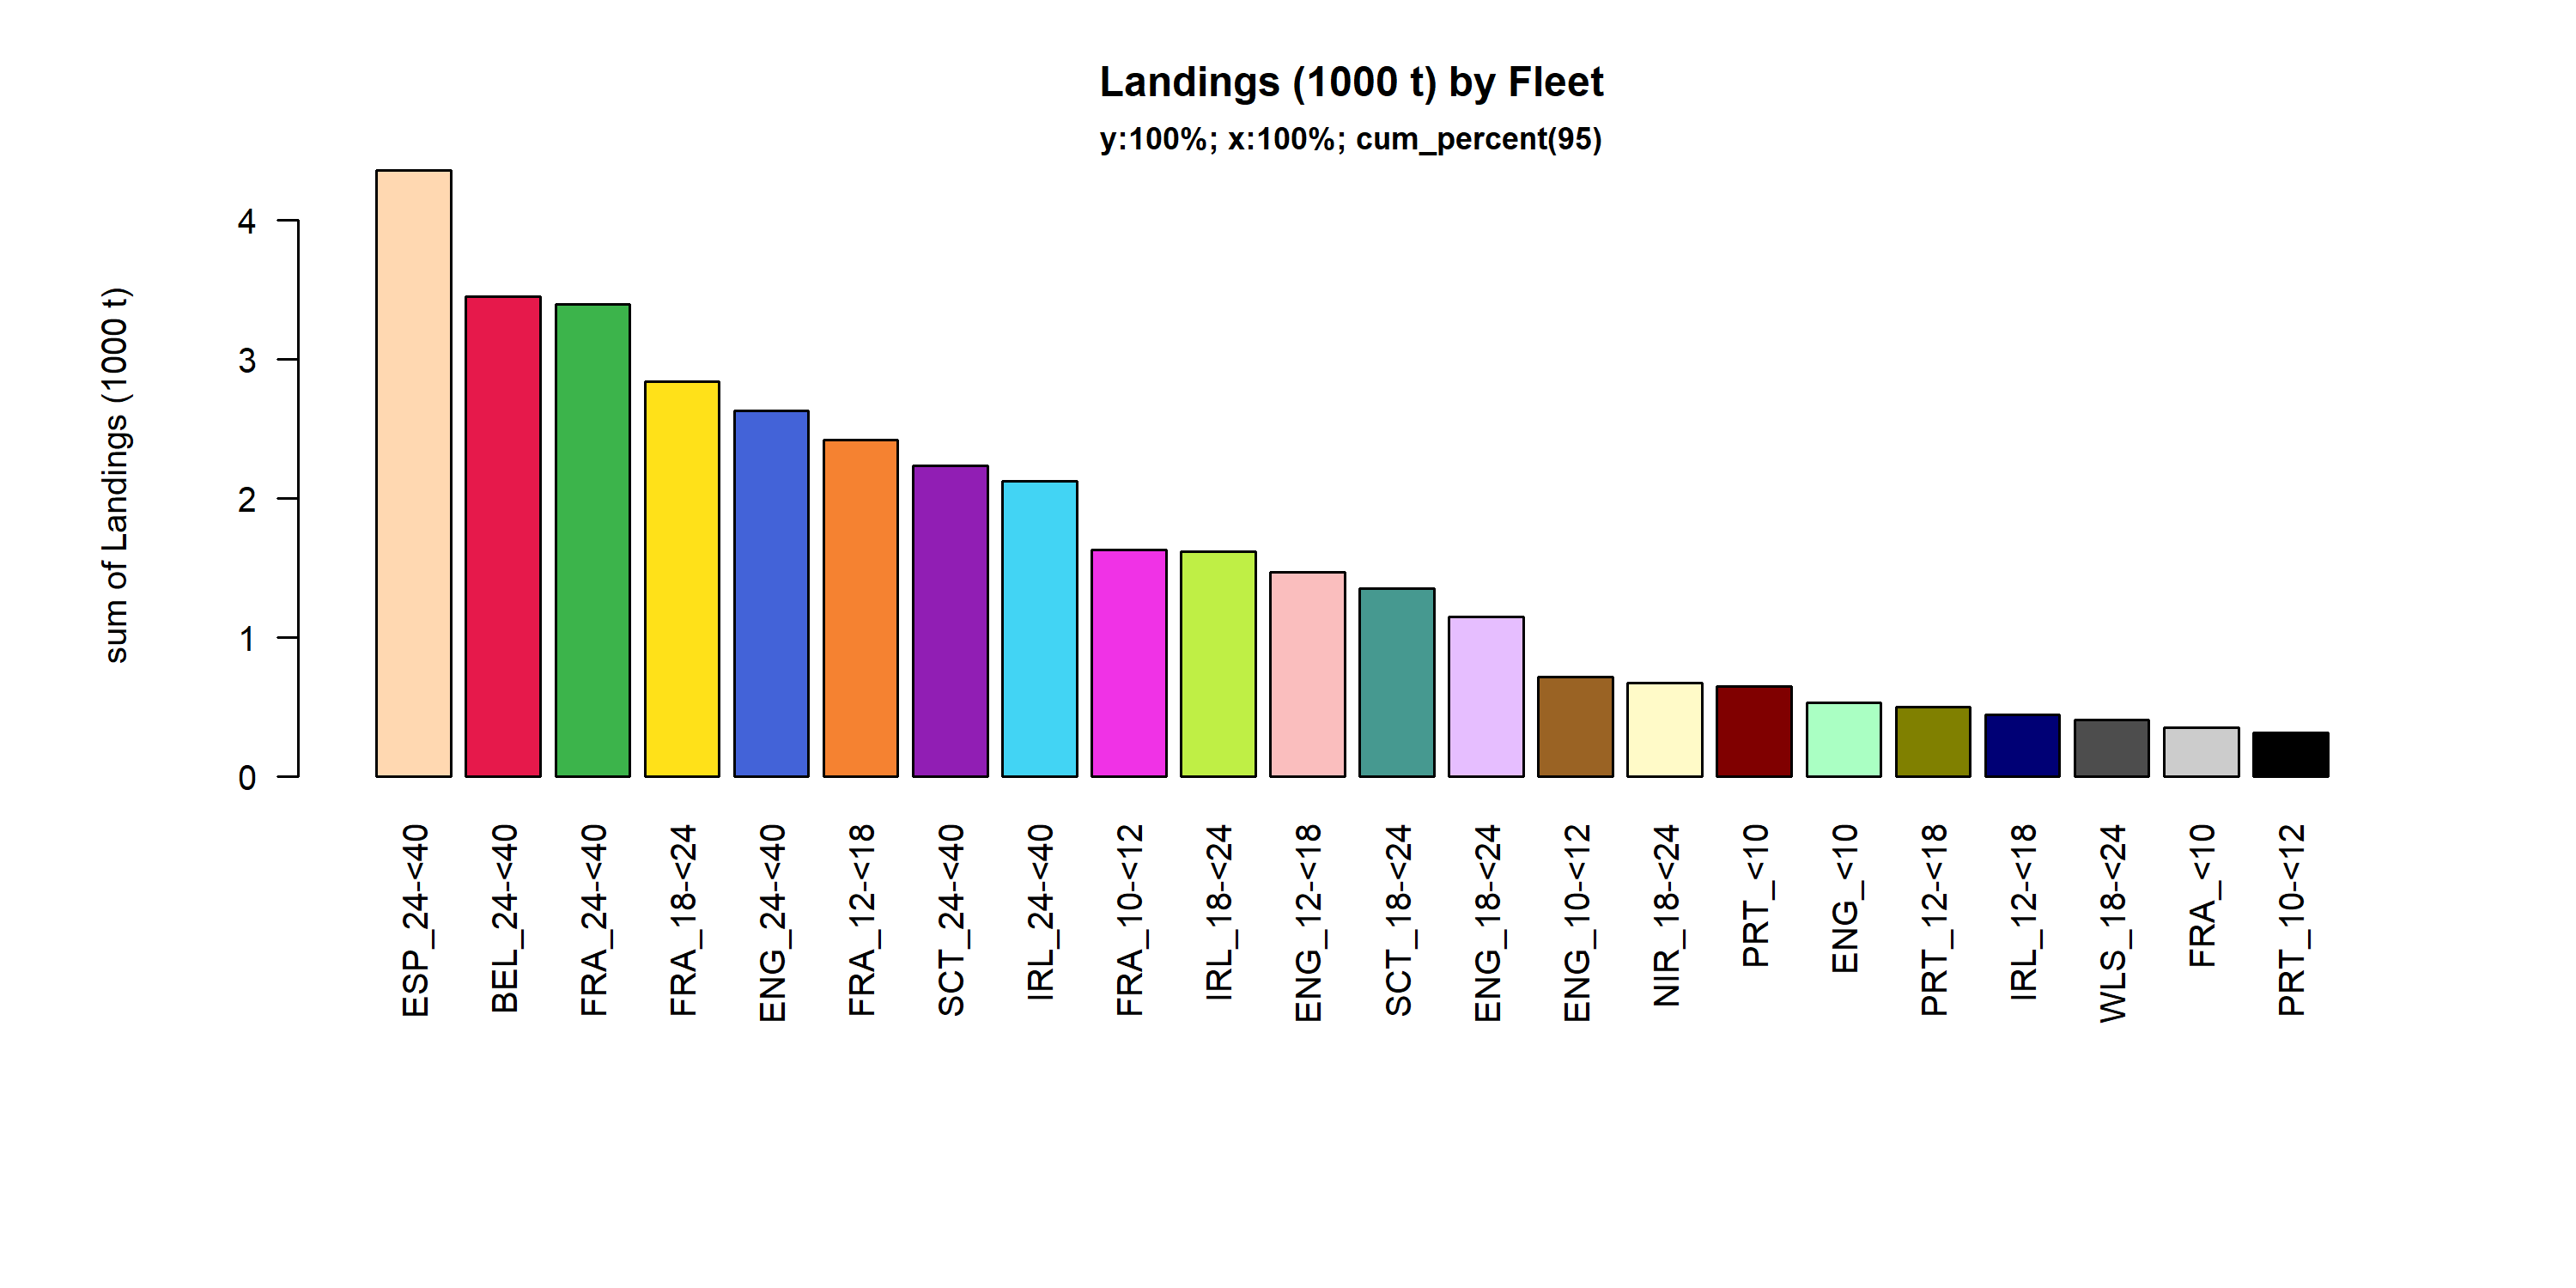 Landings (1000 t) by Fleet
y:100%; x:100%; cum_percent(95)
sum of Landings (1000 t)
4
3
2
1
0
ESP_24-<40
BEL_24-<40
FRA_24-<40
FRA_18-<24
ENG_24-<40
FRA_12-<18
SCT_24-<40
IRL_24-<40
FRA_10-<12
IRL_18-<24
ENG_12-<18
SCT_18-<24
ENG_18-<24
ENG_10-<12
NIR_18-<24
PRT_<10
ENG_<10
PRT_12-<18
IRL_12-<18
WLS_18-<24
FRA_<10
PRT_10-<12